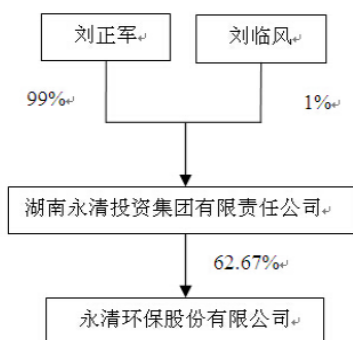 刘正军
刘临风
99%
1%
湖南永清投资集团有限责任公司
62.67%
永清环保股份有限公司